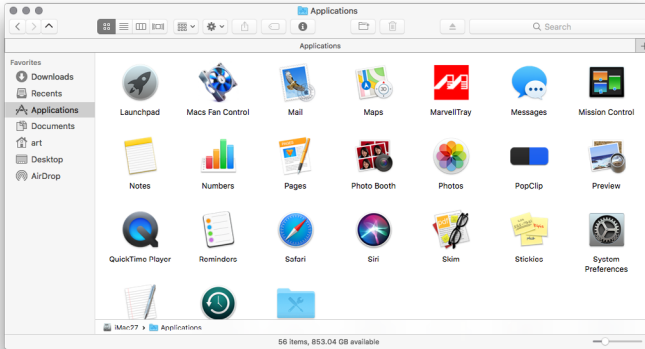 Applications
Search
Applications
Favorites
Downloads
Recents
Applications
Documents
art
Desktop
AirDrop
Launchpad
Macs Fan Control
Mail
Maps
MarvellTray
Messages
Mission Control
Notes
Numbers
Pages
Photo Booth
Photos
PopClip
Preview
QuickTime Player
Reminders
Safari
Siri
Skim
Stickies
System
Preferences
iMac27 › Applications
56 items, 853.04 GB available